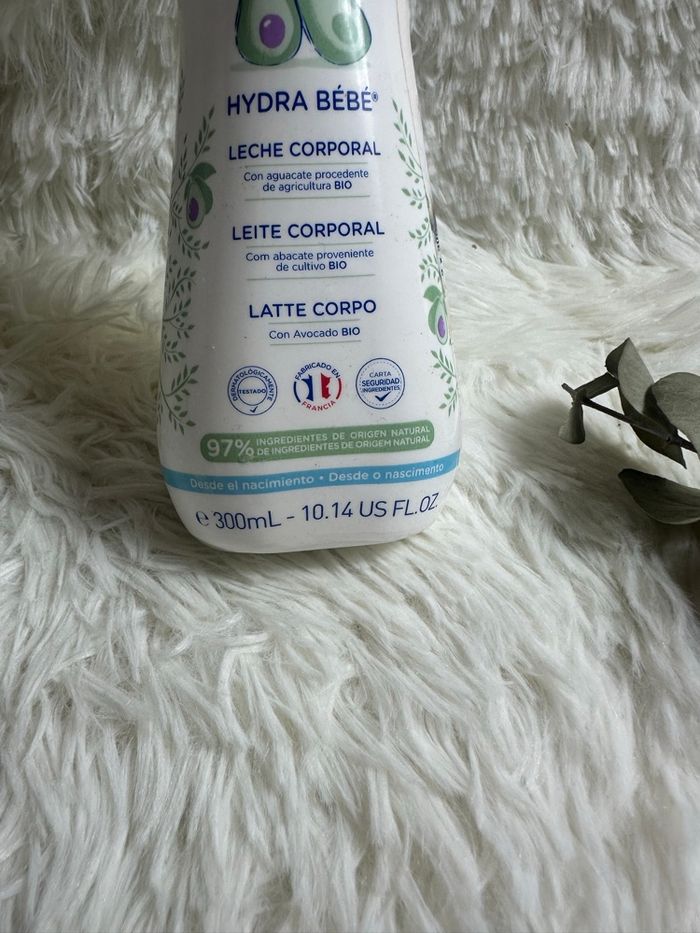 HYDRA BÉBÉ®
LECHE CORPORAL
Con aguacate procedente
de agricultura BIO
LEITE CORPORAL
Com abacate proveniente
de cultivo BIO
LATTE CORPO
Con Avocado BIO
DERMATOLÓGICAMENTE
TESTADO
FABRICADO EN
FRANCIA
CARTA
SEGURIDAD
INGREDIENTES
97% INGREDIENTES DE ORIGEN NATURAL
DE INGREDIENTES DE ORIGEM NATURAL
Desde el nacimiento • Desde o nascimento
℮ 300mL - 10.14 US FL.OZ.